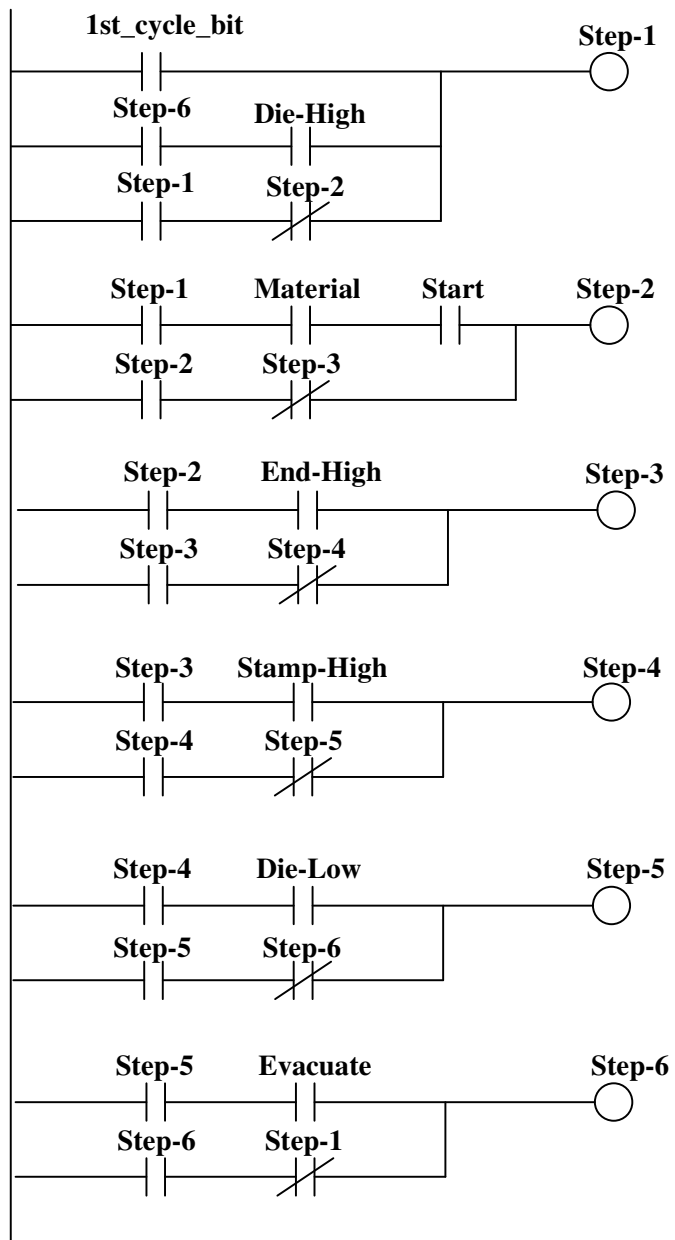 1st_cycle_bit
Step-1
Step-6 Die-High
Step-1 Step-2
Step-1 Material Start Step-2
Step-2 Step-3
Step-2 End-High Step-3
Step-3 Step-4
Step-3 Stamp-High Step-4
Step-4 Step-5
Step-4 Die-Low Step-5
Step-5 Step-6
Step-5 Evacuate Step-6
Step-6 Step-1